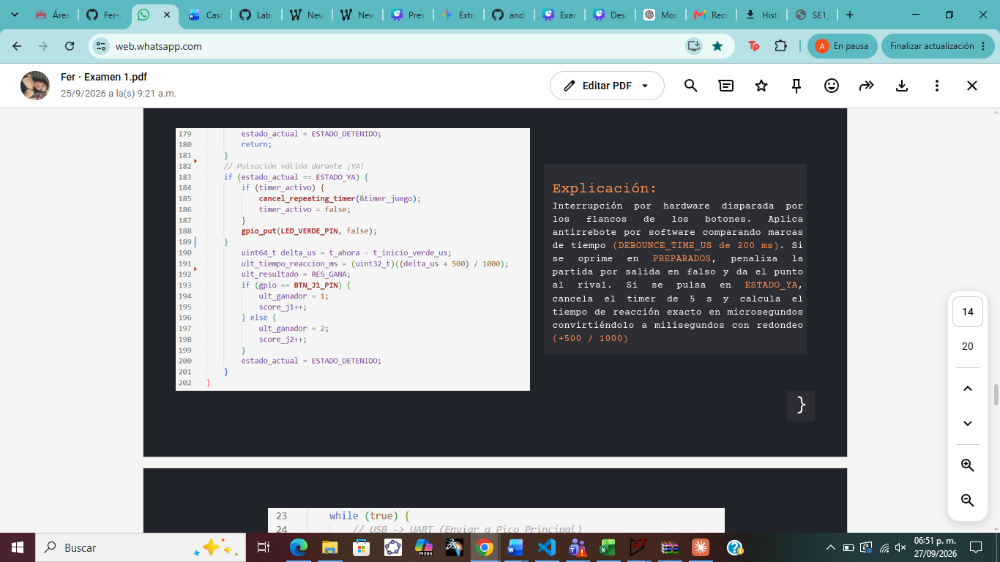 Área
Fer-
Casa
Lab-
New
New
Pres
Extra
andy
Exan
Desa
Moc
Reci
Hist
SE1_
web.whatsapp.com
En pausa
Finalizar actualización
Fer · Examen 1.pdf
25/9/2026 a la(s) 9:21 a.m.
Editar PDF
179 estado_actual = ESTADO_DETENIDO;
180 return;
181 }
182 // Pulsación válida durante ¡YA!
183 if (estado_actual == ESTADO_YA) {
184 if (timer_activo) {
185 cancel_repeating_timer(&timer_juego);
186 timer_activo = false;
187 }
188 gpio_put(LED_VERDE_PIN, false);
189 }
190 uint64_t delta_us = t_ahora - t_inicio_verde_us;
191 ult_tiempo_reaccion_ms = (uint32_t)((delta_us + 500) / 1000);
192 ult_resultado = RES_GANA;
193 if (gpio == BTN_J1_PIN) {
194 ult_ganador = 1;
195 score_j1++;
196 } else {
197 ult_ganador = 2;
198 score_j2++;
199 }
200 estado_actual = ESTADO_DETENIDO;
201 }
202 }
Explicación:
Interrupción por hardware disparada por
los flancos de los botones. Aplica
antirrebote por software comparando marcas
de tiempo (DEBOUNCE_TIME_US de 200 ms). Si
se oprime en PREPARADOS, penaliza la
partida por salida en falso y da el punto
al rival. Si se pulsa en ESTADO_YA,
cancela el timer de 5 s y calcula el
tiempo de reacción exacto en microsegundos
convirtiéndolo a milisegundos con redondeo
(+500 / 1000)
}
14
20
23 while (true) {
24 // USB -> UART (Enviar a Pico Principal)
Buscar
M365
06:51 p. m.
27/09/2026